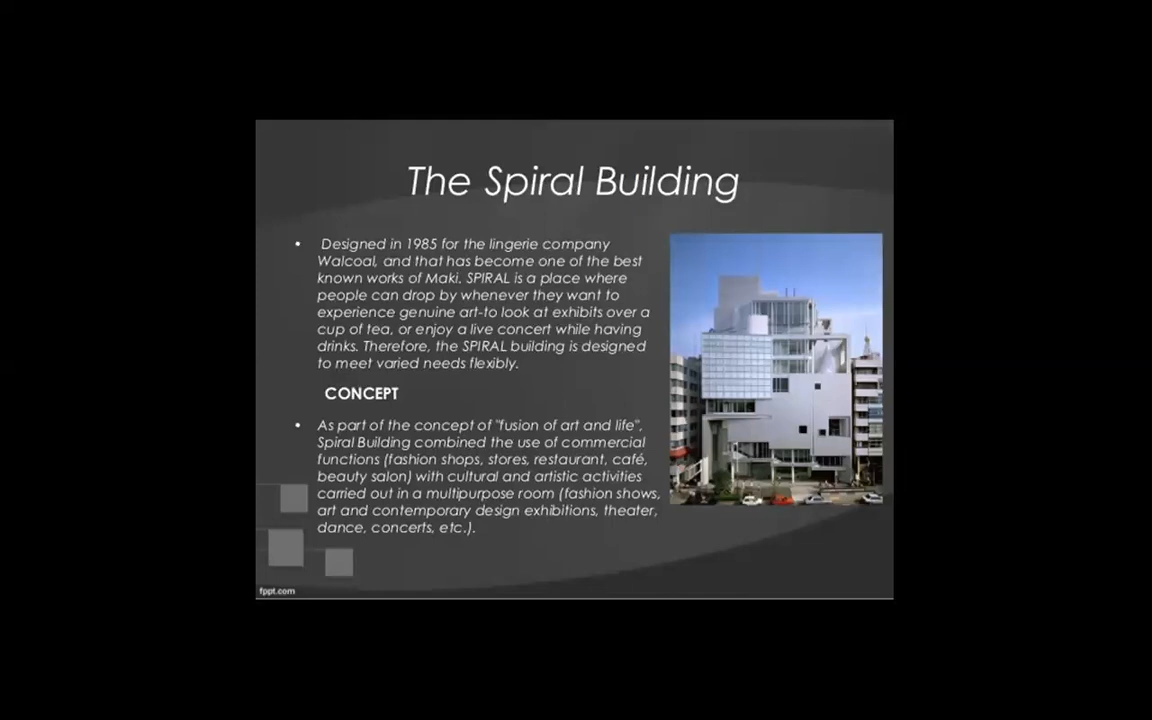 The Spiral Building
• Designed in 1985 for the lingerie company
Walcoal, and that has become one of the best
known works of Maki. SPIRAL is a place where
people can drop by whenever they want to
experience genuine art-to look at exhibits over a
cup of tea, or enjoy a live concert while having
drinks. Therefore, the SPIRAL building is designed
to meet varied needs flexibly.
CONCEPT
• As part of the concept of "fusion of art and life",
Spiral Building combined the use of commercial
functions (fashion shops, stores, restaurant, café,
beauty salon) with cultural and artistic activities
carried out in a multipurpose room (fashion shows,
art and contemporary design exhibitions, theater,
dance, concerts, etc.).
fppt.com